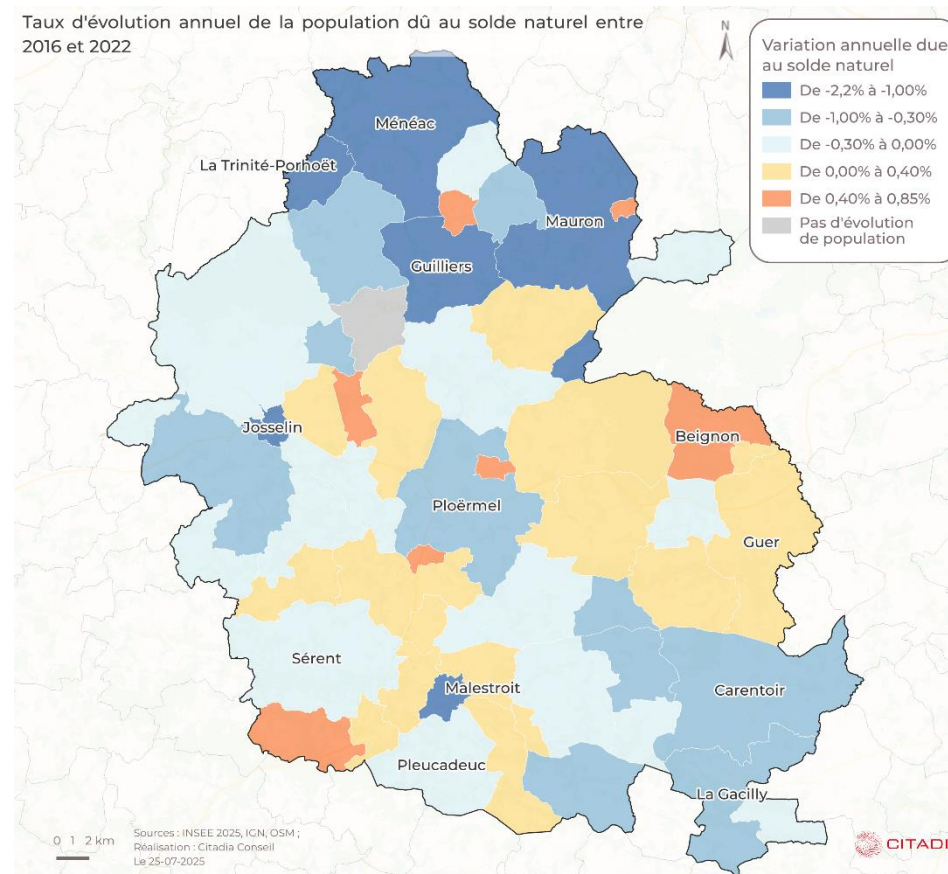 Taux d'évolution annuel de la population dû au solde naturel entre
2016 et 2022
N
Variation annuelle due
au solde naturel
De -2,2% à -1,00%
De -1,00% à -0,30%
De -0,30% à 0,00%
De 0,00% à 0,40%
De 0,40% à 0,85%
Pas d'évolution
de population
Ménéac
La Trinité-Porhoët
Mauron
Guilliers
Josselin
Beignon
Ploërmel
Guer
Sérent
Malestroit
Carentoir
Pleucadeuc
La Gacilly
0 1 2 km
Sources : INSEE 2025, IGN, OSM ;
Réalisation : Citadia Conseil
Le 25-07-2025
CITADI